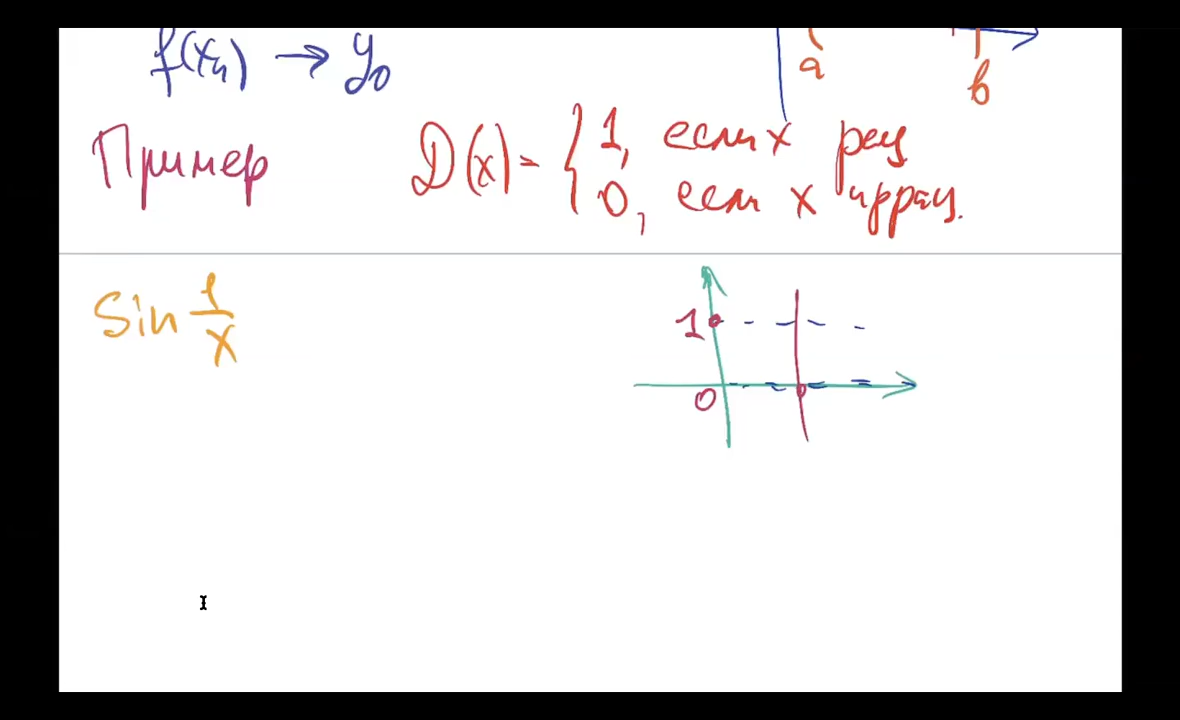 f(xₙ) → y₀
a
b
Пример D(x) = { 1, если x рац
0, если x иррац.
Sin 1/x
1
0